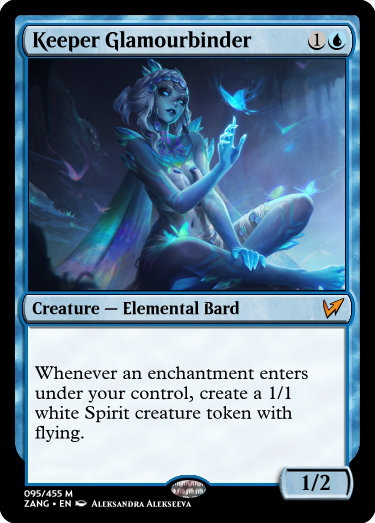 Keeper Glamourbinder 1
Creature — Elemental Bard
Whenever an enchantment enters
under your control, create a 1/1
white Spirit creature token with
flying.
1/2
095/455 M
ZANG • EN Aleksandra Alekseeva